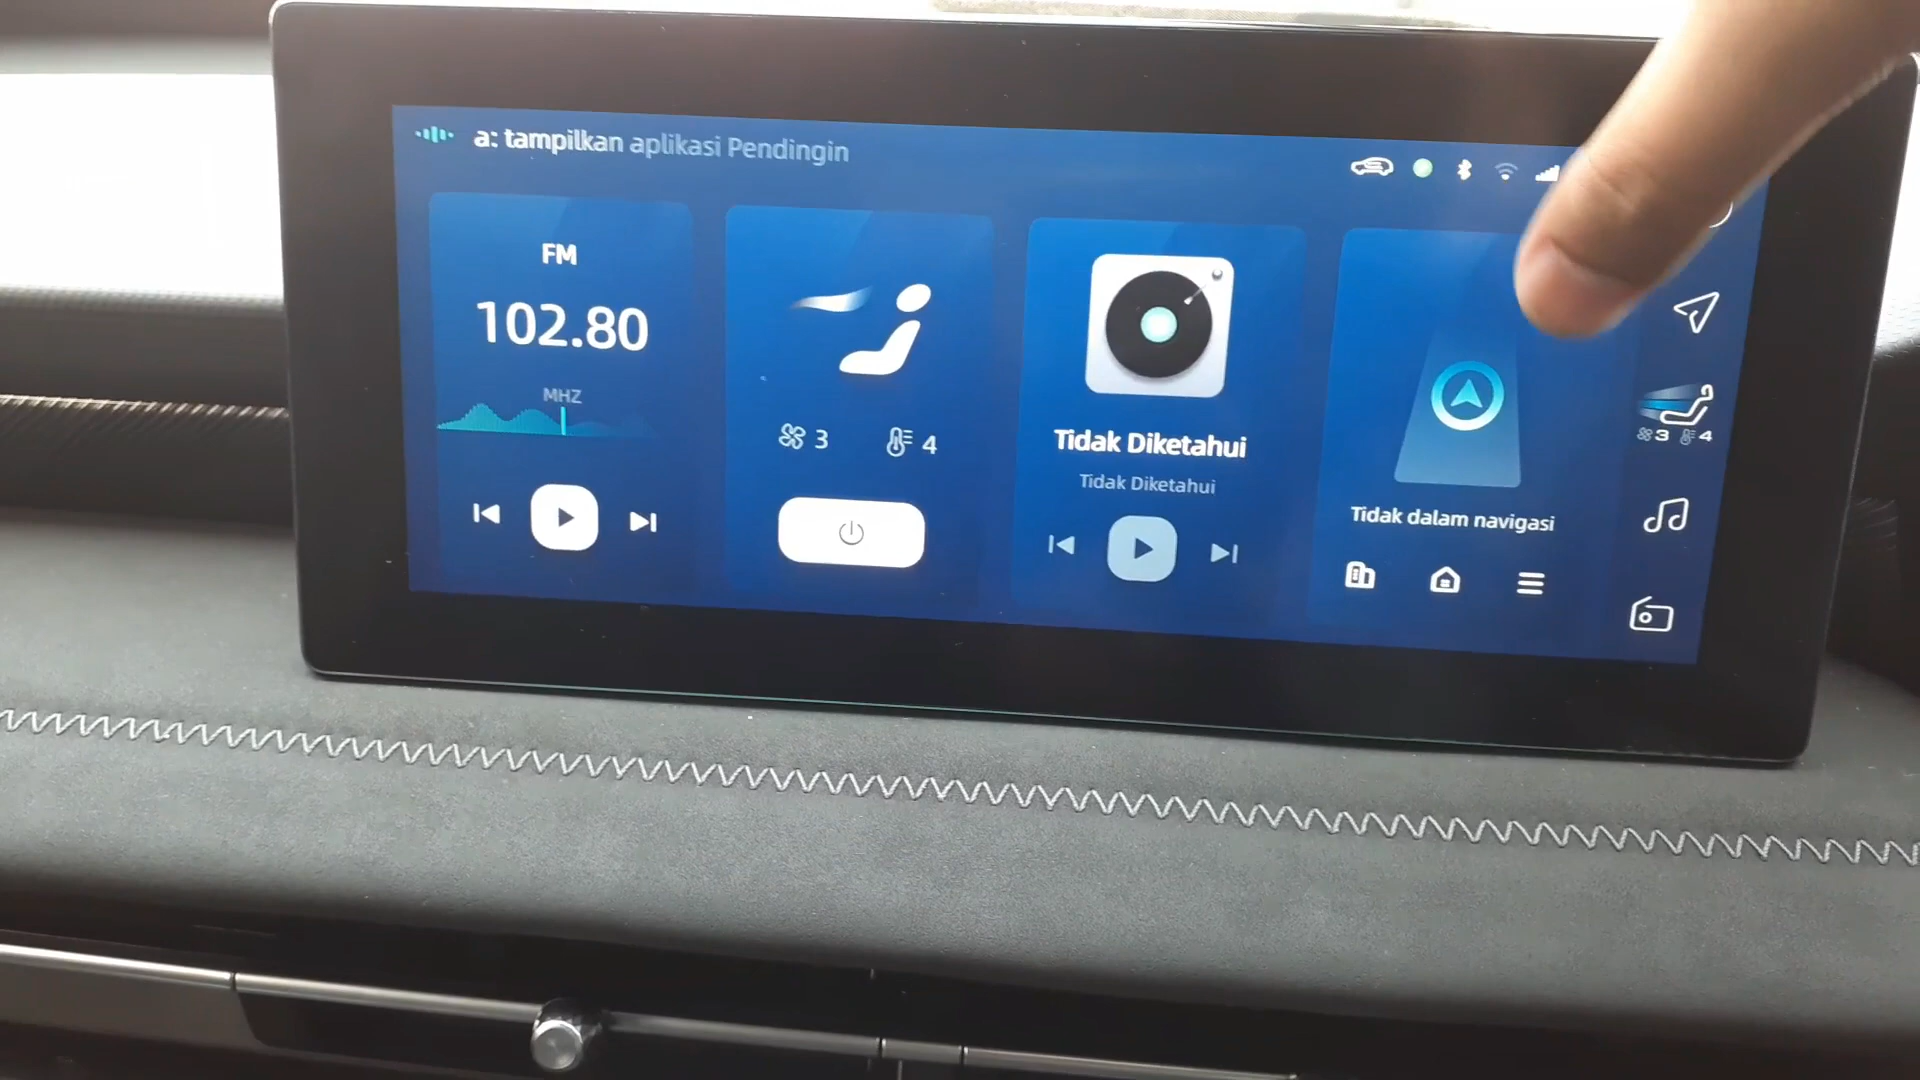 a: tampilkan aplikasi Pendingin
FM
102.80
MHZ
3
4
Tidak Diketahui
Tidak Diketahui
Tidak dalam navigasi
3
4